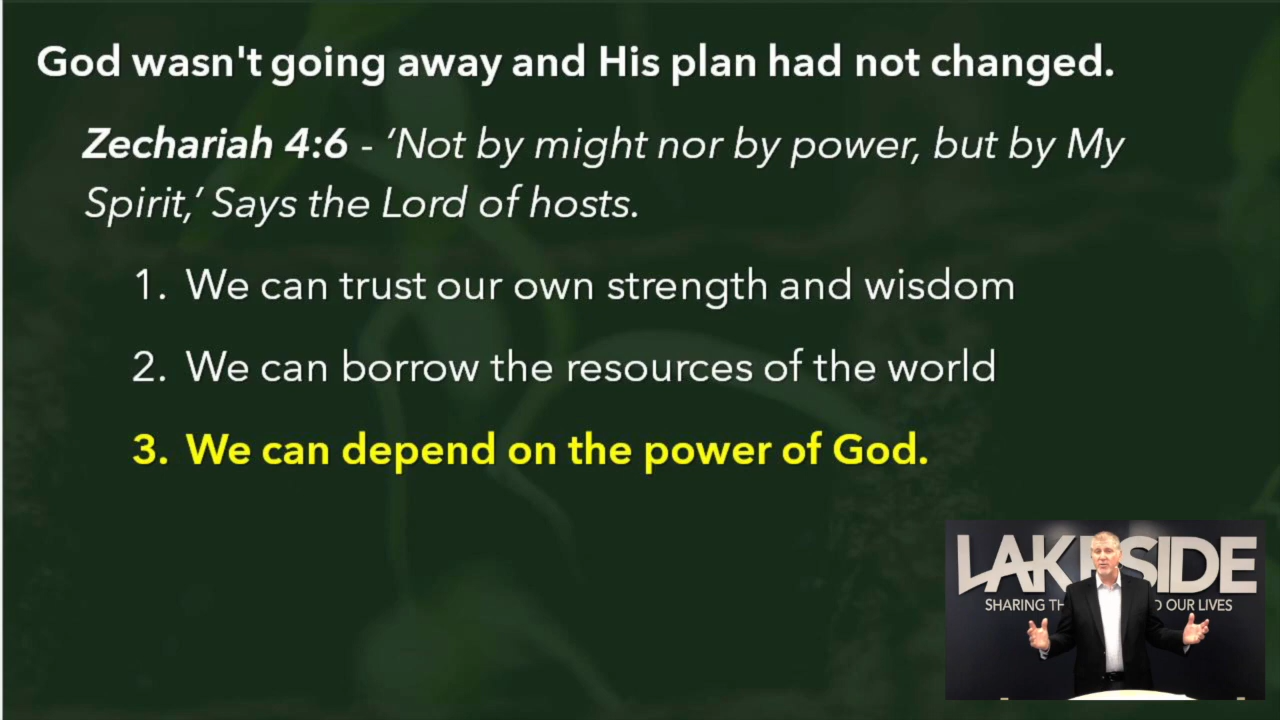 God wasn't going away and His plan had not changed.
Zechariah 4:6 - ‘Not by might nor by power, but by My
Spirit,’ Says the Lord of hosts.
1. We can trust our own strength and wisdom
2. We can borrow the resources of the world
3. We can depend on the power of God.
LAKESIDE
SHARING OUR LIVES